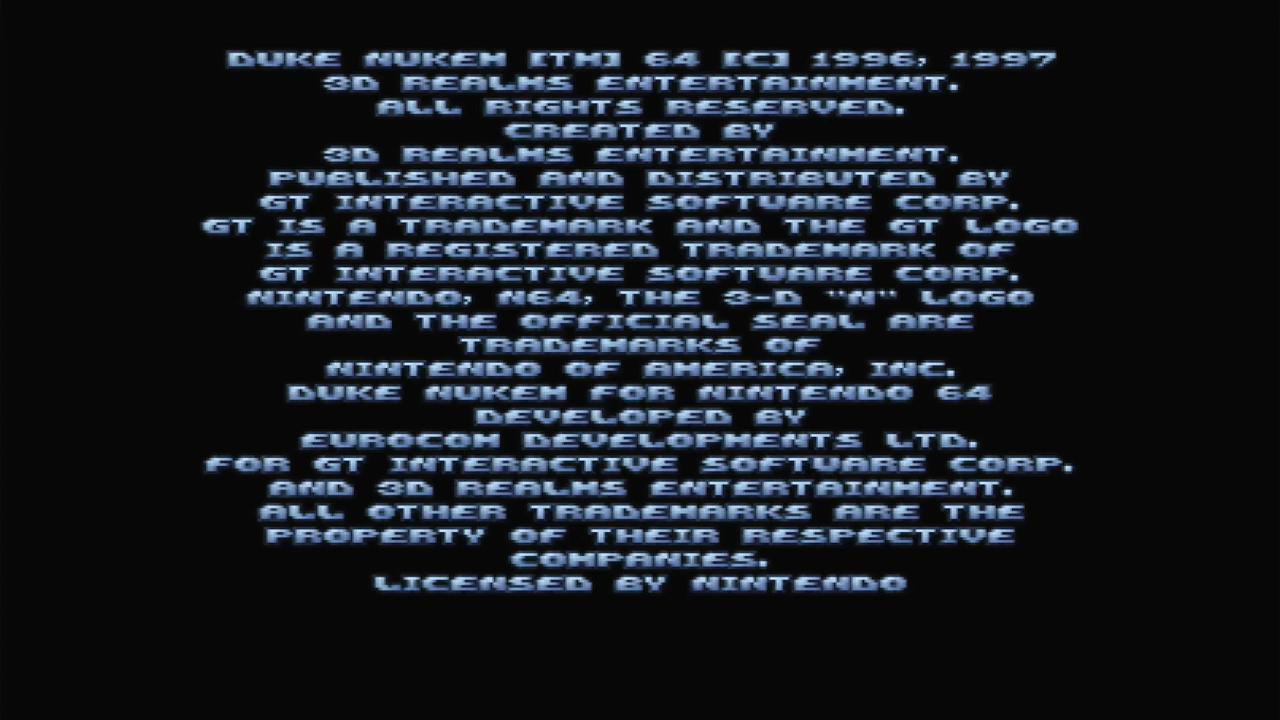 DUKE NUKEM [TM] 64 [C] 1996, 1997
3D REALMS ENTERTAINMENT.
ALL RIGHTS RESERVED.
CREATED BY
3D REALMS ENTERTAINMENT.
PUBLISHED AND DISTRIBUTED BY
GT INTERACTIVE SOFTWARE CORP.
GT IS A TRADEMARK AND THE GT LOGO
IS A REGISTERED TRADEMARK OF
GT INTERACTIVE SOFTWARE CORP.
NINTENDO, N64, THE 3-D "N" LOGO
AND THE OFFICIAL SEAL ARE
TRADEMARKS OF
NINTENDO OF AMERICA, INC.
DUKE NUKEM FOR NINTENDO 64
DEVELOPED BY
EUROCOM DEVELOPMENTS LTD.
FOR GT INTERACTIVE SOFTWARE CORP.
AND 3D REALMS ENTERTAINMENT.
ALL OTHER TRADEMARKS ARE THE
PROPERTY OF THEIR RESPECTIVE
COMPANIES.
LICENSED BY NINTENDO